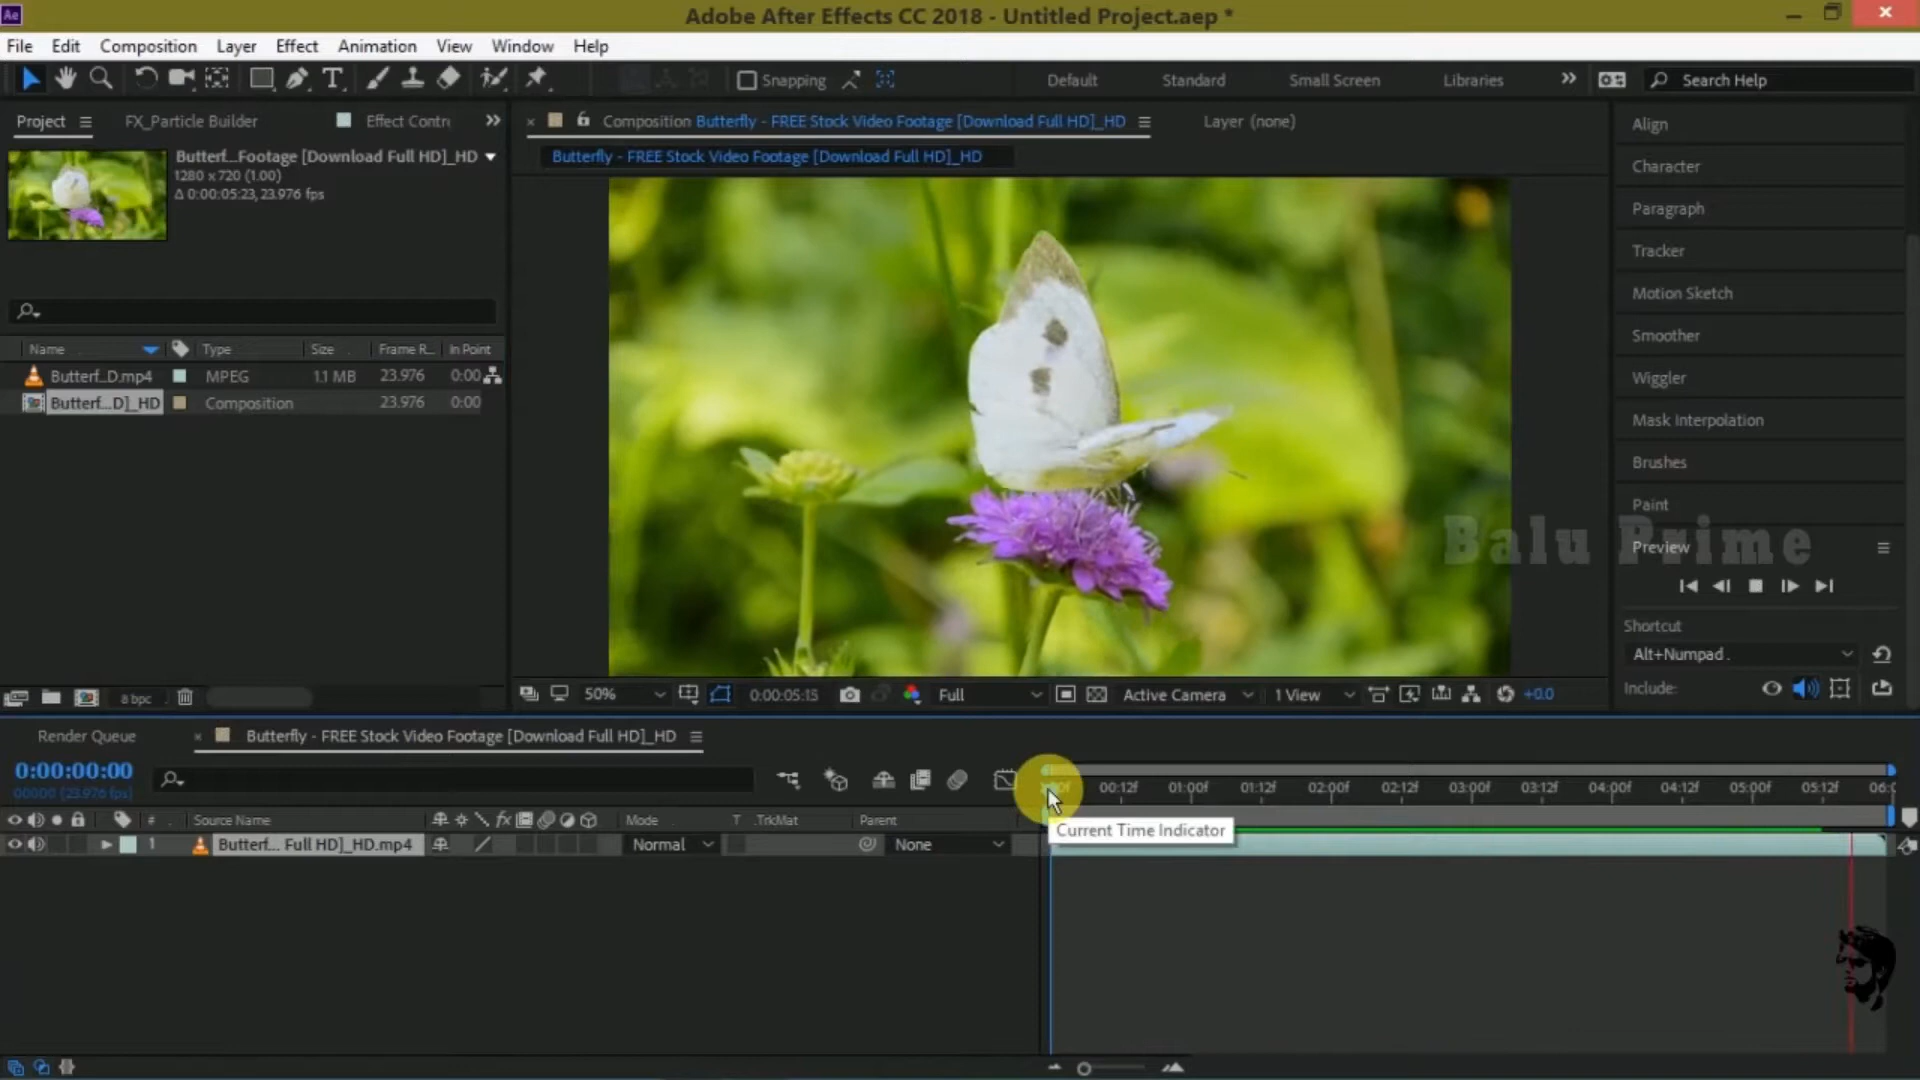 Ae
Adobe After Effects CC 2018 - Untitled Project.aep *
File Edit Composition Layer Effect Animation View Window Help
T Snapping Default Standard Small Screen Libraries Search Help
Project FX_Particle Builder Effect Contr
Butterf...Footage [Download Full HD]_HD
1280 x 720 (1.00)
Δ 0:00:05:23, 23.976 fps
Name Type Size Frame R... In Point
Butterf...D.mp4 MPEG 1.1 MB 23.976 0:00
Butterf...D]_HD Composition 23.976 0:00
8 bpc
Composition Butterfly - FREE Stock Video Footage [Download Full HD]_HD Layer (none)
Butterfly - FREE Stock Video Footage [Download Full HD]_HD
50% 0:00:05:15 Full Active Camera 1 View +0.0
Align
Character
Paragraph
Tracker
Motion Sketch
Smoother
Wiggler
Mask Interpolation
Brushes
Paint
Balu Prime
Preview
Shortcut
Alt+Numpad .
Include:
Render Queue Butterfly - FREE Stock Video Footage [Download Full HD]_HD
0:00:00:00
00000 (23.976 fps)
00:12f 01:00f 01:12f 02:00f 02:12f 03:00f 03:12f 04:00f 04:12f 05:00f 05:12f 06:0
# Source Name fx Mode T .TrkMat Parent
Current Time Indicator
1 Butterf... Full HD]_HD.mp4 Normal None